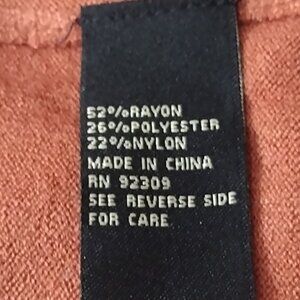 52%RAYON
26%POLYESTER
22%NYLON
MADE IN CHINA
RN 92309
SEE REVERSE SIDE
FOR CARE